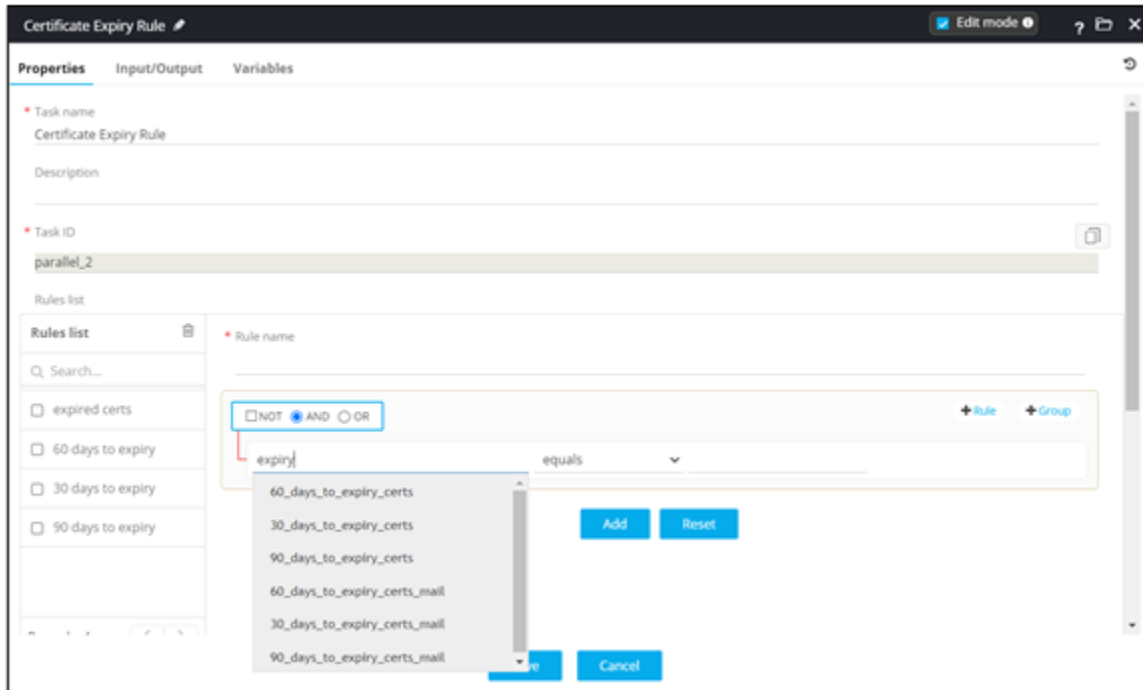 Certificate Expiry Rule
Edit mode
?
Properties Input/Output Variables
* Task name
Certificate Expiry Rule
Description
* Task ID
parallel_2
Rules list
Rules list
* Rule name
Search...
expired certs
NOT AND OR
+Rule +Group
60 days to expiry
expiry equals
30 days to expiry
90 days to expiry
60_days_to_expiry_certs
30_days_to_expiry_certs
90_days_to_expiry_certs
60_days_to_expiry_certs_mail
30_days_to_expiry_certs_mail
90_days_to_expiry_certs_mail
Add Reset
Cancel